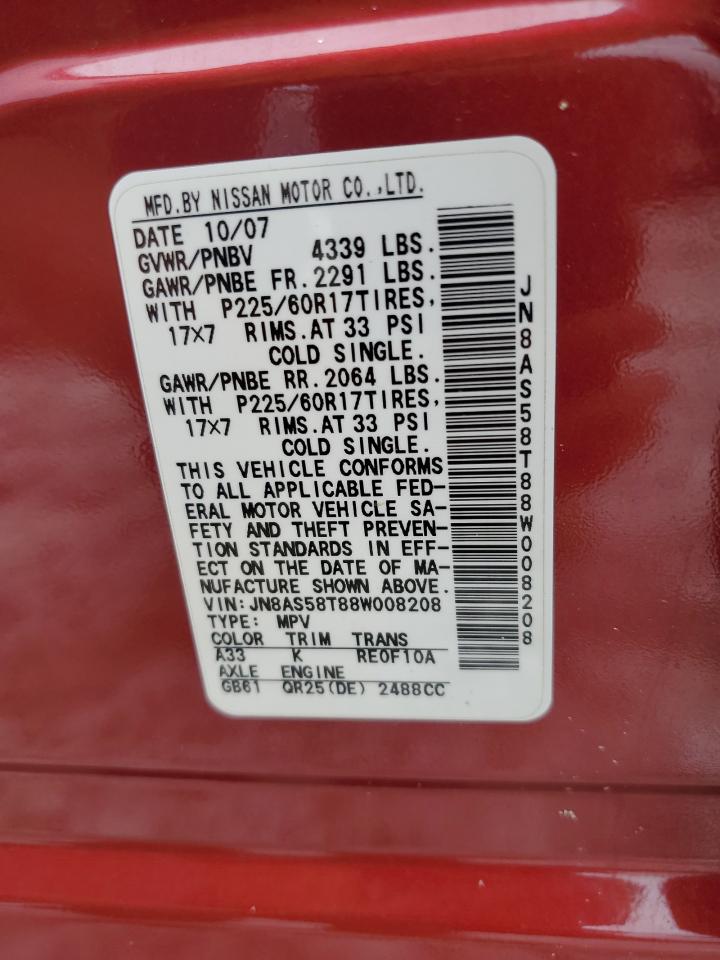 MFD.BY NISSAN MOTOR CO.,LTD.
DATE 10/07
GVWR/PNBV 4339 LBS.
GAWR/PNBE FR.2291 LBS.
WITH P225/60R17TIRES,
17X7 RIMS.AT 33 PSI
COLD SINGLE.
GAWR/PNBE RR.2064 LBS.
WITH P225/60R17TIRES,
17X7 RIMS.AT 33 PSI
COLD SINGLE.
THIS VEHICLE CONFORMS
TO ALL APPLICABLE FED-
ERAL MOTOR VEHICLE SA-
FETY AND THEFT PREVEN-
TION STANDARDS IN EFF-
ECT ON THE DATE OF MA-
NUFACTURE SHOWN ABOVE.
VIN:JN8AS58T88W008208
TYPE: MPV
COLOR TRIM TRANS
A33 K RE0F10A
AXLE ENGINE
GB61 QR25(DE) 2488CC
JN8AS58T88W008208